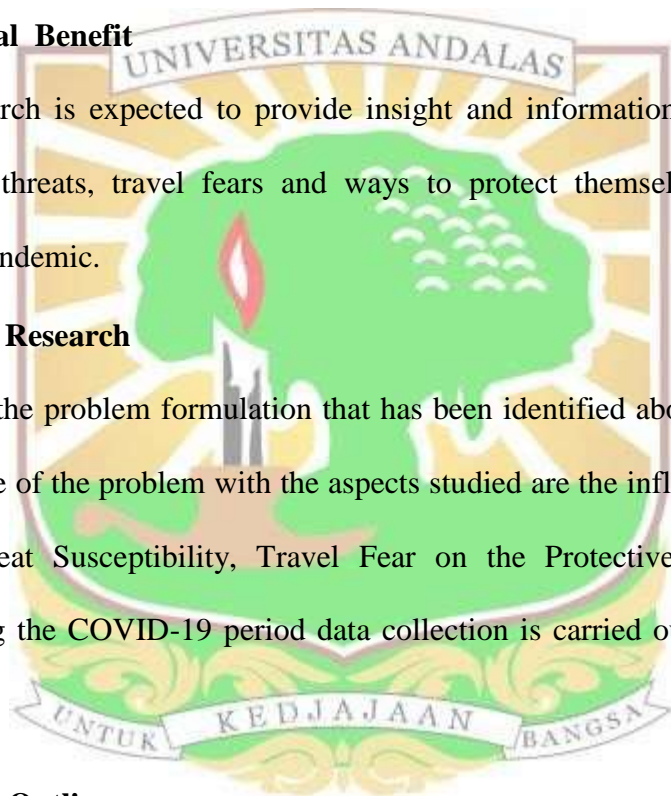 al Benefit
UNIVERSITAS ANDALAS
rch is expected to provide insight and information
threats, travel fears and ways to protect themsel
ndemic.
Research
the problem formulation that has been identified abo
e of the problem with the aspects studied are the infl
eat Susceptibility, Travel Fear on the Protective
g the COVID-19 period data collection is carried o
UNTUK KEDJAJAAN BANGSA